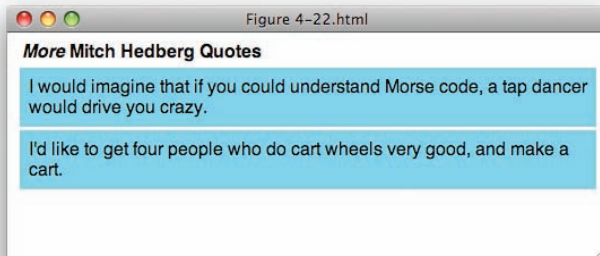 Figure 4-22.html
More Mitch Hedberg Quotes
I would imagine that if you could understand Morse code, a tap dancer
would drive you crazy.
I'd like to get four people who do cart wheels very good, and make a
cart.